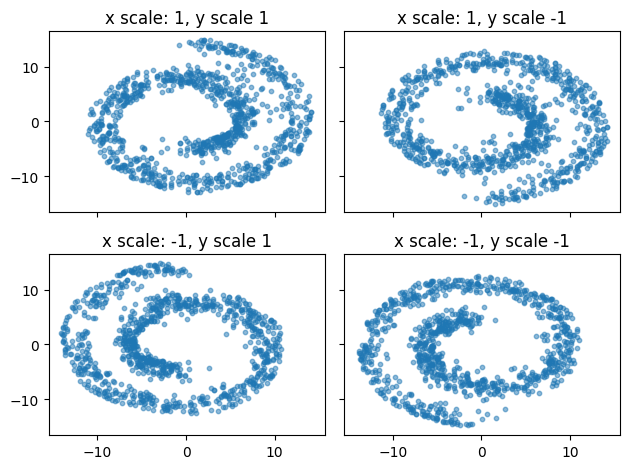 x scale: 1, y scale 1
x scale: 1, y scale -1
10
0
−10
x scale: -1, y scale 1
x scale: -1, y scale -1
10
0
−10
−10 0 10
−10 0 10